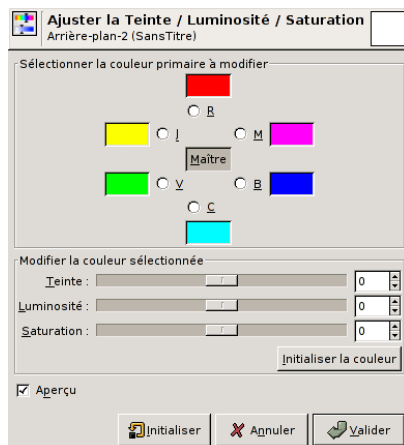 Ajuster la Teinte / Luminosité / Saturation
Arrière-plan-2 (SansTitre)
Sélectionner la couleur primaire à modifier
R
J M
Maître
V B
C
Modifier la couleur sélectionnée
Teinte : 0
Luminosité : 0
Saturation : 0
Initialiser la couleur
Aperçu
Initialiser Annuler Valider